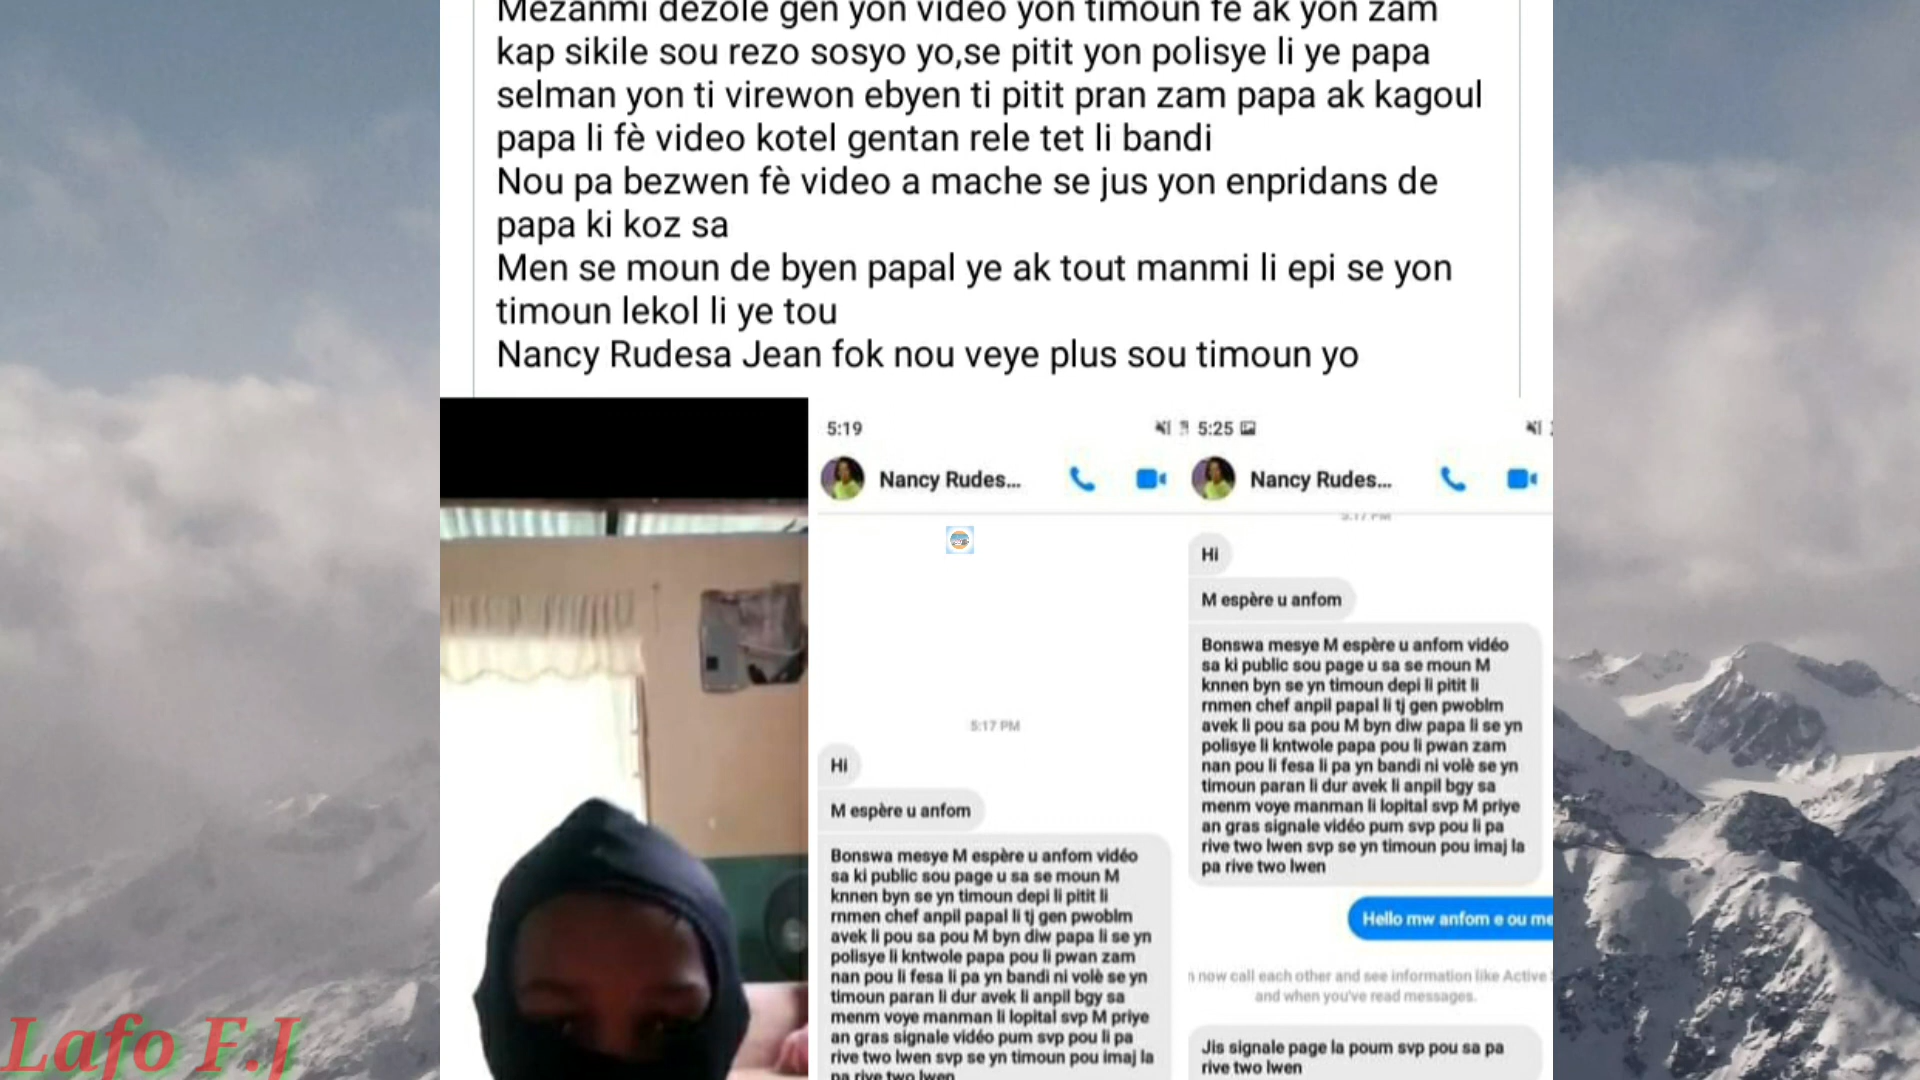 Mezanmi dezole gen yon video yon timoun fè ak yon zam
kap sikile sou rezo sosyo yo,se pitit yon polisye li ye papa
selman yon ti virewon ebyen ti pitit pran zam papa ak kagoul
papa li fè video kotel gentan rele tet li bandi
Nou pa bezwen fè video a mache se jus yon enpridans de
papa ki koz sa
Men se moun de byen papal ye ak tout manmi li epi se yon
timoun lekol li ye tou
Nancy Rudesa Jean fok nou veye plus sou timoun yo
5:19
Nancy Rudes...
5:17 PM
Hi
M espère u anfom
Bonswa mesye M espère u anfom vidéo
sa ki public sou page u sa se moun M
knnen byn se yn timoun depi li pitit li
rnmen chef anpil papal li tj gen pwoblm
avek li pou sa pou M byn diw papa li se yn
polisye li kntwole papa pou li pwan zam
nan pou li fesa li pa yn bandi ni volè se yn
timoun paran li dur avek li anpil bgy sa
menm voye manman li lopital svp M priye
an gras signale vidéo pum svp pou li pa
rive two lwen svp se yn timoun pou imaj la
pa rive two lwen
5:25
Nancy Rudes...
5:17 PM
Hi
M espère u anfom
Bonswa mesye M espère u anfom vidéo
sa ki public sou page u sa se moun M
knnen byn se yn timoun depi li pitit li
rnmen chef anpil papal li tj gen pwoblm
avek li pou sa pou M byn diw papa li se yn
polisye li kntwole papa pou li pwan zam
nan pou li fesa li pa yn bandi ni volè se yn
timoun paran li dur avek li anpil bgy sa
menm voye manman li lopital svp M priye
an gras signale vidéo pum svp pou li pa
rive two lwen svp se yn timoun pou imaj la
pa rive two lwen
Hello mw anfom e ou me
now call each other and see information like Active
and when you've read messages.
Jis signale page la poum svp pou sa pa
rive two lwen
Lafo F.J